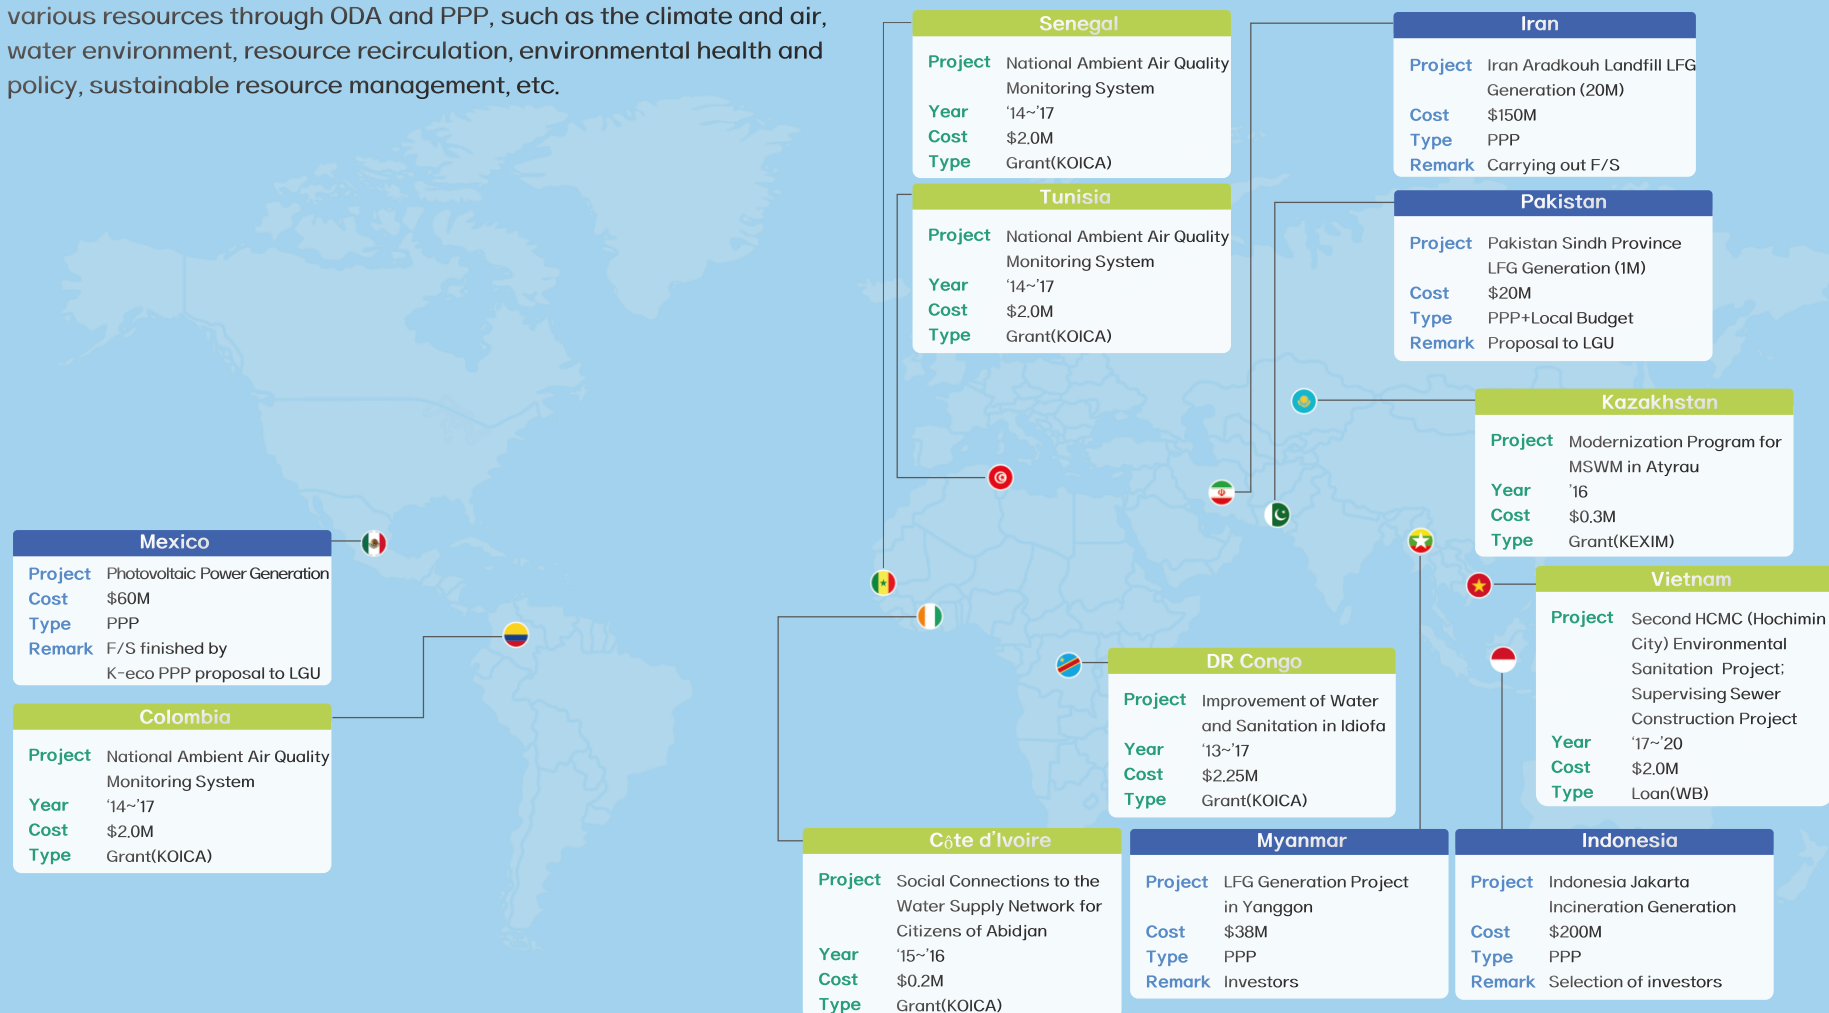 various resources through ODA and PPP, such as the climate and air,
water environment, resource recirculation, environmental health and
policy, sustainable resource management, etc.
Senegal
Project National Ambient Air Quality
Monitoring System
Year '14~'17
Cost $2.0M
Type Grant(KOICA)
Tunisia
Project National Ambient Air Quality
Monitoring System
Year '14~'17
Cost $2.0M
Type Grant(KOICA)
Iran
Project Iran Aradkouh Landfill LFG
Generation (20M)
Cost $150M
Type PPP
Remark Carrying out F/S
Pakistan
Project Pakistan Sindh Province
LFG Generation (1M)
Cost $20M
Type PPP+Local Budget
Remark Proposal to LGU
Kazakhstan
Project Modernization Program for
MSWM in Atyrau
Year '16
Cost $0.3M
Type Grant(KEXIM)
Mexico
Project Photovoltaic Power Generation
Cost $60M
Type PPP
Remark F/S finished by
K-eco PPP proposal to LGU
Colombia
Project National Ambient Air Quality
Monitoring System
Year '14~'17
Cost $2.0M
Type Grant(KOICA)
Vietnam
Project Second HCMC (Hochimin
City) Environmental
Sanitation Project;
Supervising Sewer
Construction Project
Year '17~'20
Cost $2.0M
Type Loan(WB)
DR Congo
Project Improvement of Water
and Sanitation in Idiofa
Year '13~'17
Cost $2.25M
Type Grant(KOICA)
Côte d'Ivoire
Project Social Connections to the
Water Supply Network for
Citizens of Abidjan
Year '15~'16
Cost $0.2M
Type Grant(KOICA)
Myanmar
Project LFG Generation Project
in Yanggon
Cost $38M
Type PPP
Remark Investors
Indonesia
Project Indonesia Jakarta
Incineration Generation
Cost $200M
Type PPP
Remark Selection of investors